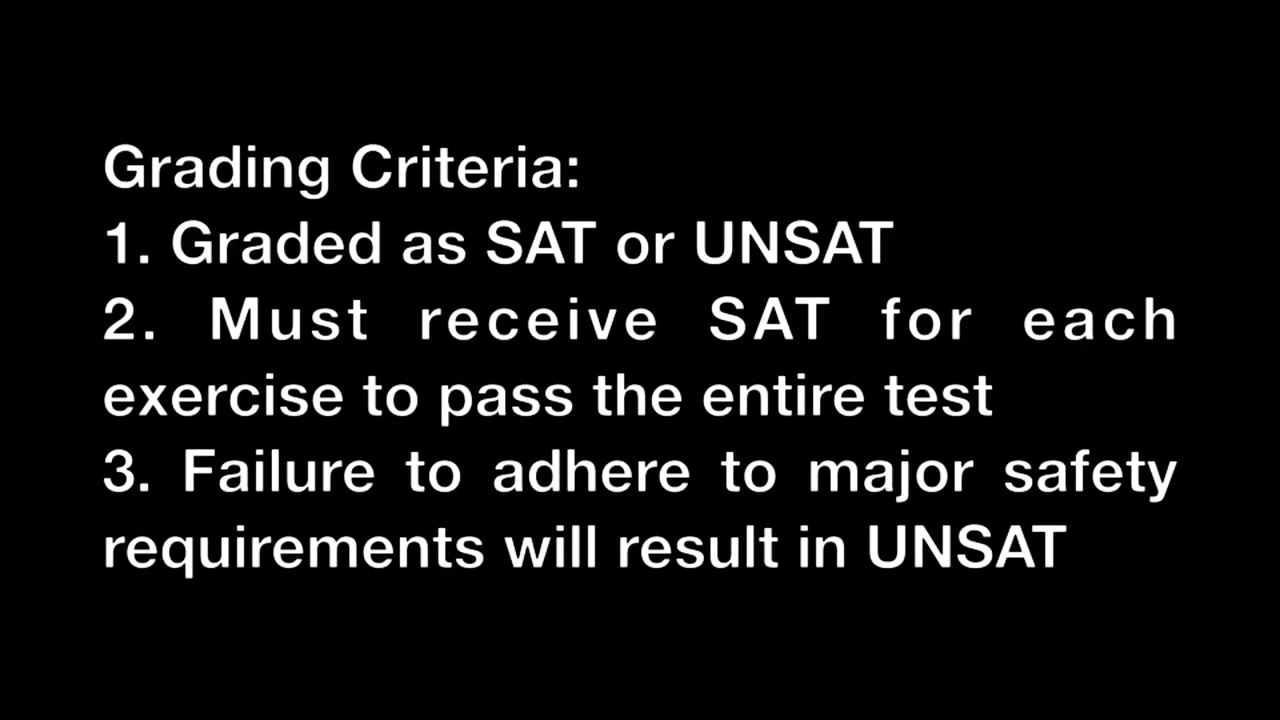 Grading Criteria:
1. Graded as SAT or UNSAT
2. Must receive SAT for each
exercise to pass the entire test
3. Failure to adhere to major safety
requirements will result in UNSAT